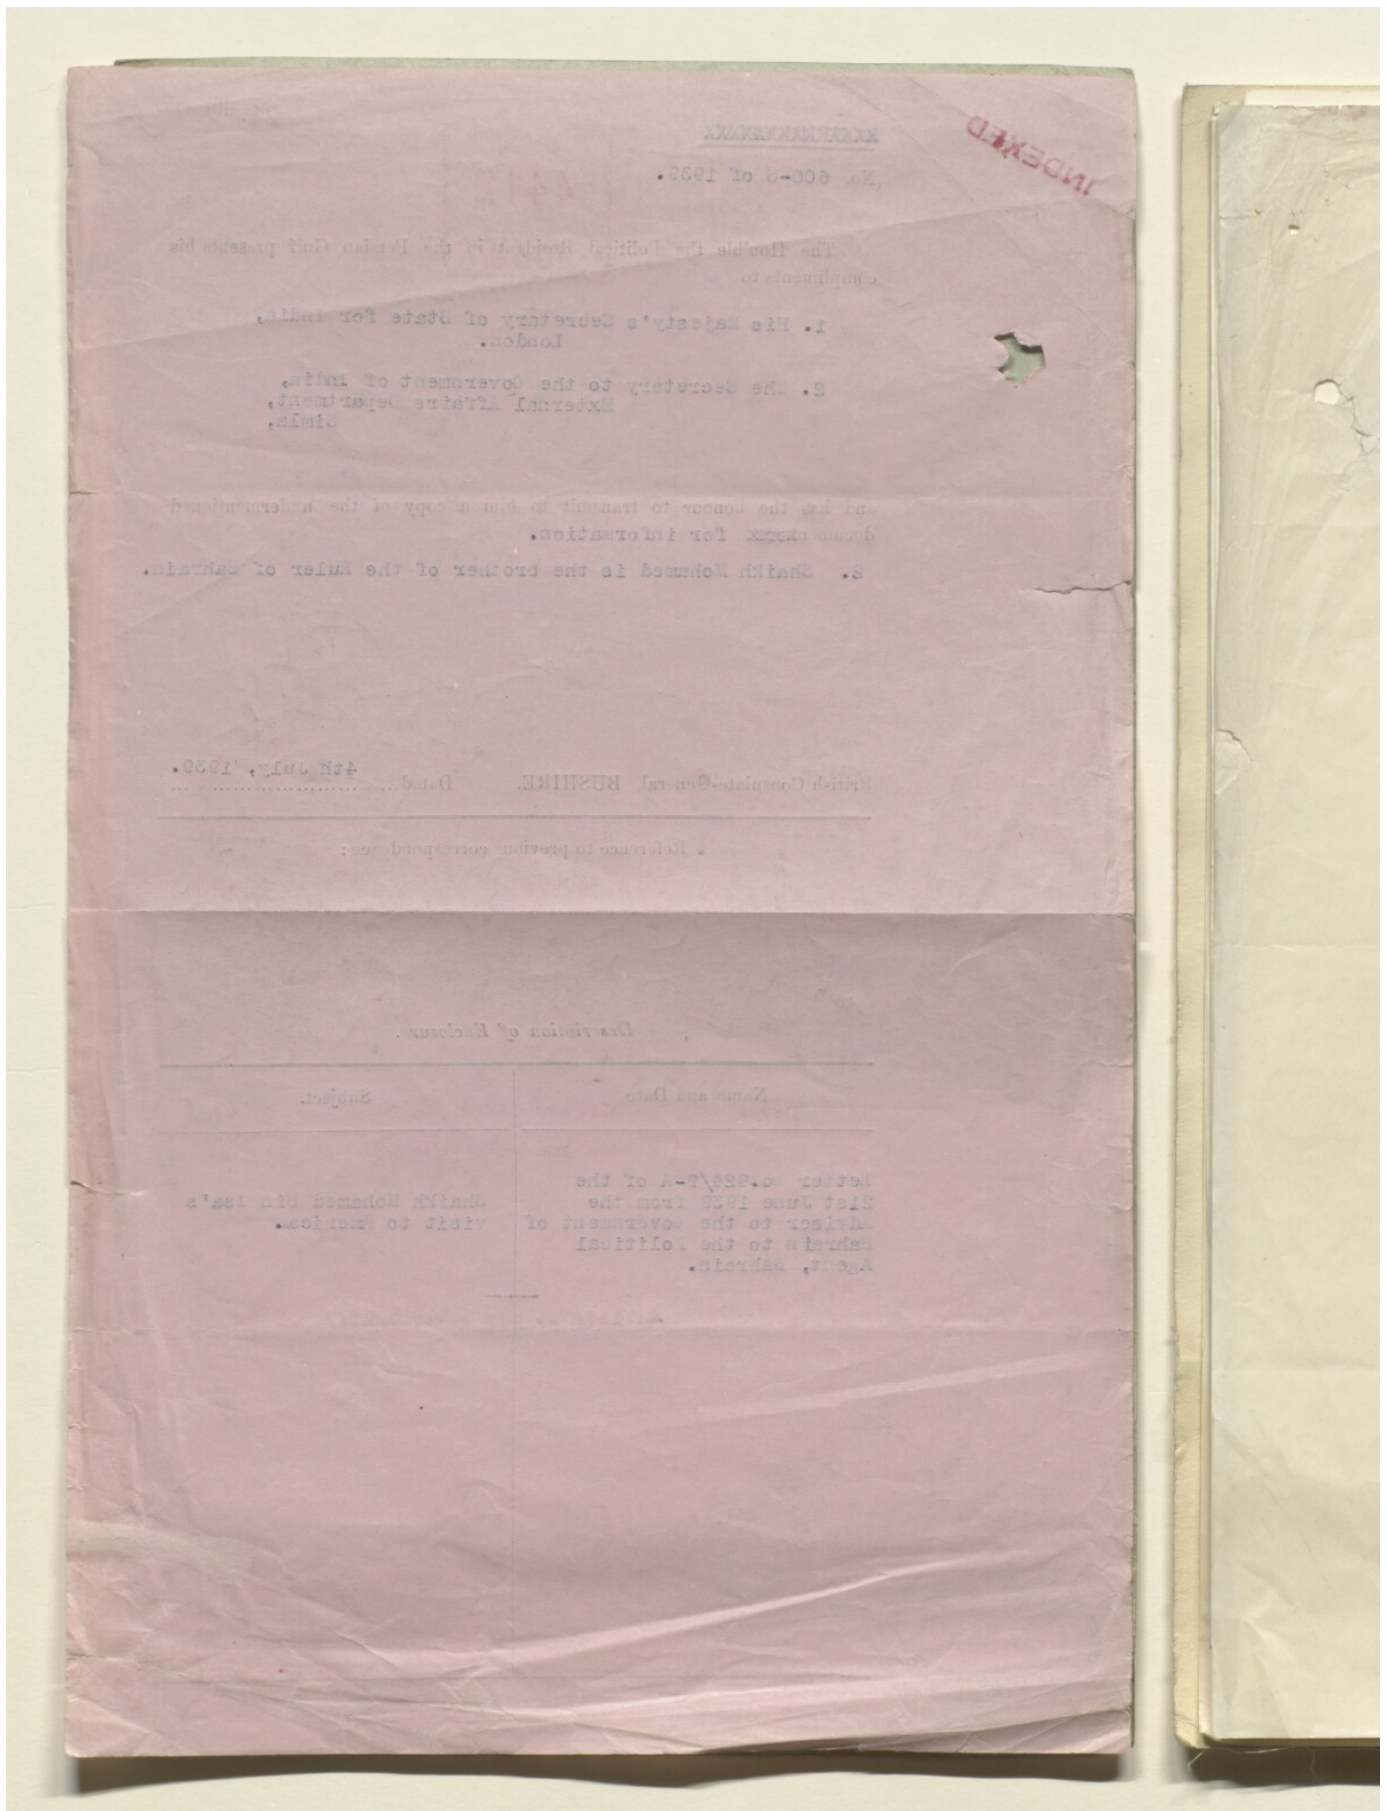 INDEXED
No. 600-S of 1939.
The Hon'ble the Political Resident in the Persian Gulf presents his
compliments to
1. His Majesty's Secretary of State for India,
London.
2. The Secretary to the Government of India,
External Affairs Department,
Simla,
and has the honour to transmit to him a copy of the undermentioned
for information.
2. Shaikh Mohamed is the brother of the Ruler of Bahrain.
British Consulate-General, BUSHIRE.
Dated 4th July, 1939.
Reference to previous correspondence:
Description of Enclosure.
Name and Date
Subject.
Letter No.924/P-A of the
21st June 1939 from the
Adviser to the Government of
Bahrain to the Political
Agent, Bahrain.
Shaikh Mohamed bin Isa's
visit to America.